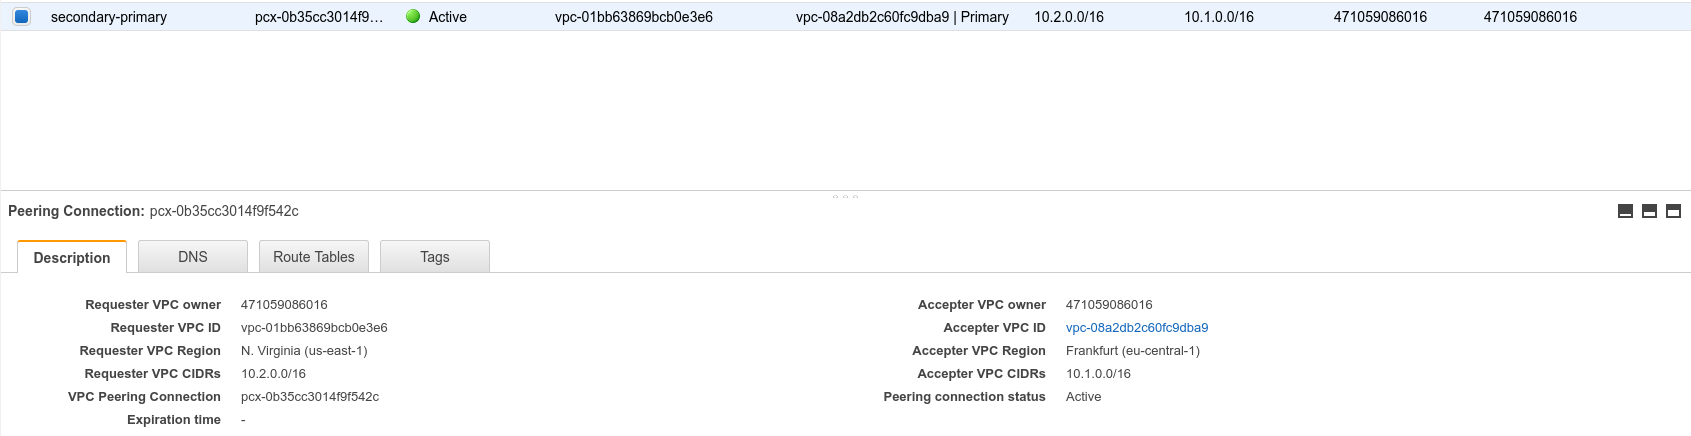 secondary-primary pcx-0b35cc3014f9... Active vpc-01bb63869bcb0e3e6 vpc-08a2db2c60fc9dba9 | Primary 10.2.0.0/16 10.1.0.0/16 471059086016 471059086016
Peering Connection: pcx-0b35cc3014f9f542c
Description DNS Route Tables Tags
Requester VPC owner 471059086016 Accepter VPC owner 471059086016
Requester VPC ID vpc-01bb63869bcb0e3e6 Accepter VPC ID vpc-08a2db2c60fc9dba9
Requester VPC Region N. Virginia (us-east-1) Accepter VPC Region Frankfurt (eu-central-1)
Requester VPC CIDRs 10.2.0.0/16 Accepter VPC CIDRs 10.1.0.0/16
VPC Peering Connection pcx-0b35cc3014f9f542c Peering connection status Active
Expiration time -